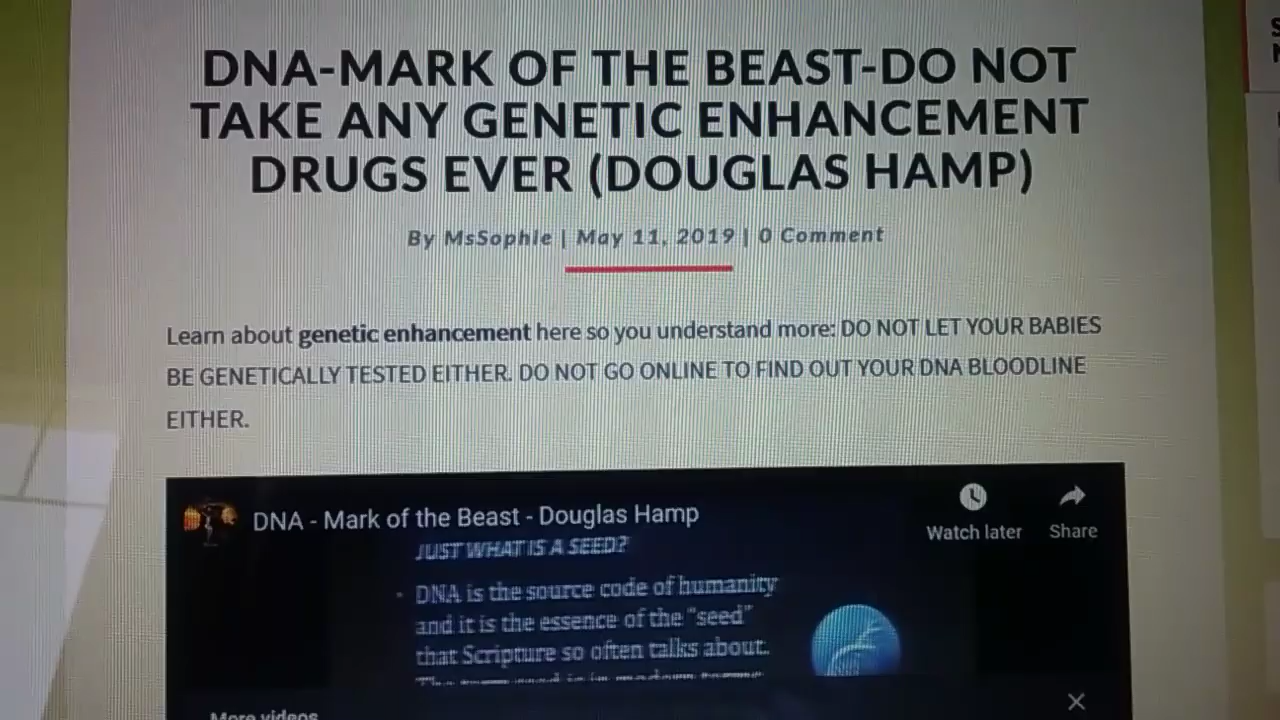 DNA-MARK OF THE BEAST-DO NOT
TAKE ANY GENETIC ENHANCEMENT
DRUGS EVER (DOUGLAS HAMP)
By MsSophie | May 11, 2019 | 0 Comment
Learn about genetic enhancement here so you understand more: DO NOT LET YOUR BABIES
BE GENETICALLY TESTED EITHER. DO NOT GO ONLINE TO FIND OUT YOUR DNA BLOODLINE
EITHER.
DNA - Mark of the Beast - Douglas Hamp
Watch later
Share
JUST WHAT IS A SEED?
• DNA is the source code of humanity
and it is the essence of the "seed"
that Scripture so often talks about.
More videos